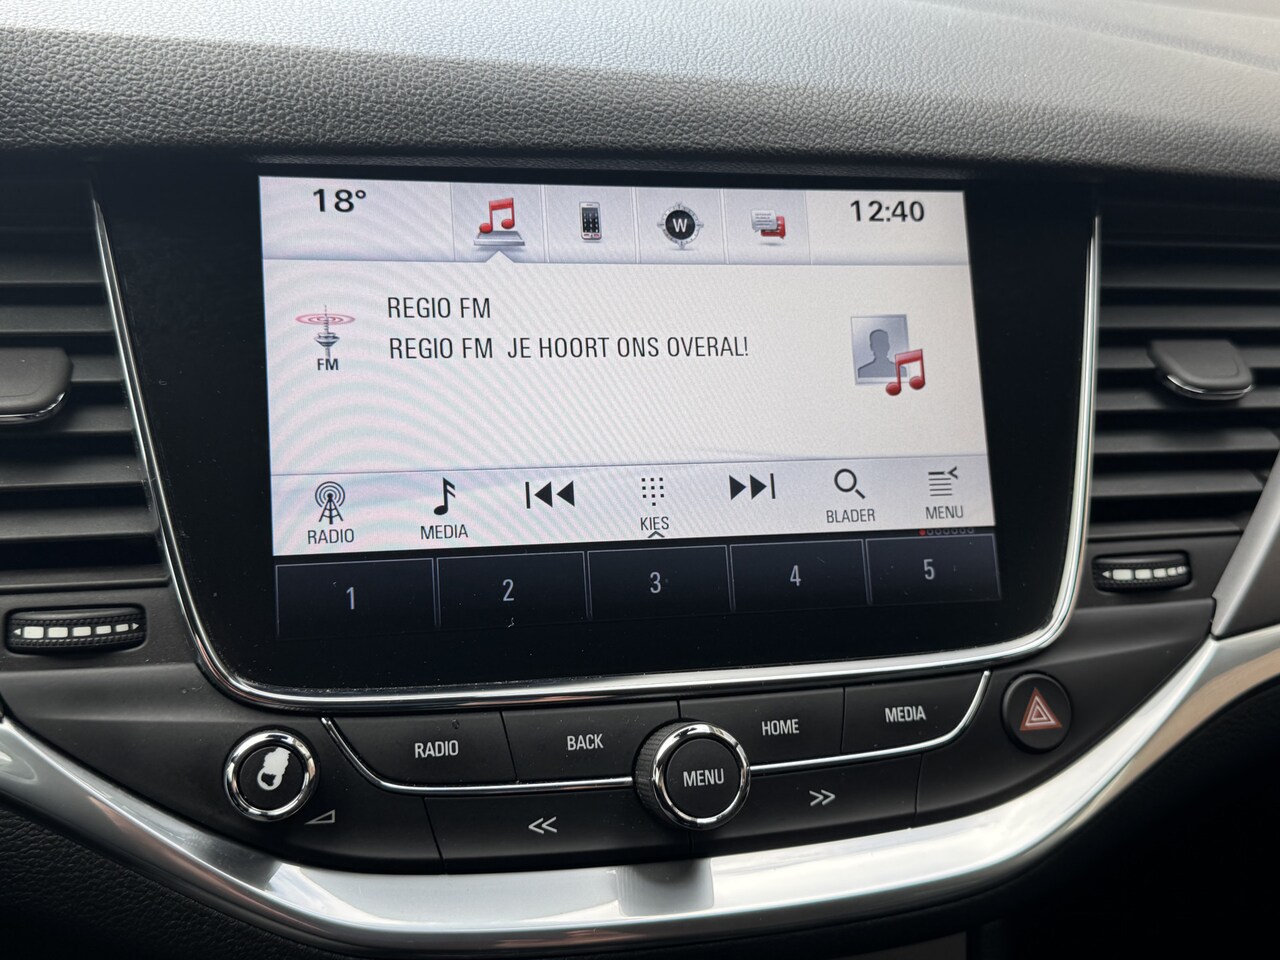 18°
W
12:40
REGIO FM
REGIO FM JE HOORT ONS OVERAL!
FM
RADIO
MEDIA
KIES
BLADER
MENU
1
2
3
4
5
RADIO
BACK
MENU
HOME
MEDIA